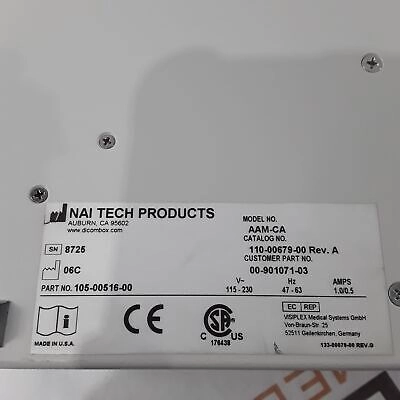 NAI TECH PRODUCTS
AUBURN, CA 95602
www.dicombox.com
MODEL NO.
AAM-CA
CATALOG NO.
110-00679-00 Rev. A
CUSTOMER PART NO.
00-901071-03
SN 8725
06C
PART NO. 105-00516-00
V~ Hz AMPS
115 - 230 47 - 63 1.0/0.5
MADE IN U.S.A.
C SA US
176438
EC REP
VISIPLEX Medical Systems GmbH
Von-Braun-Str. 25
52511 Geilenkirchen, Germany
133-00679-00 REV.G
MED